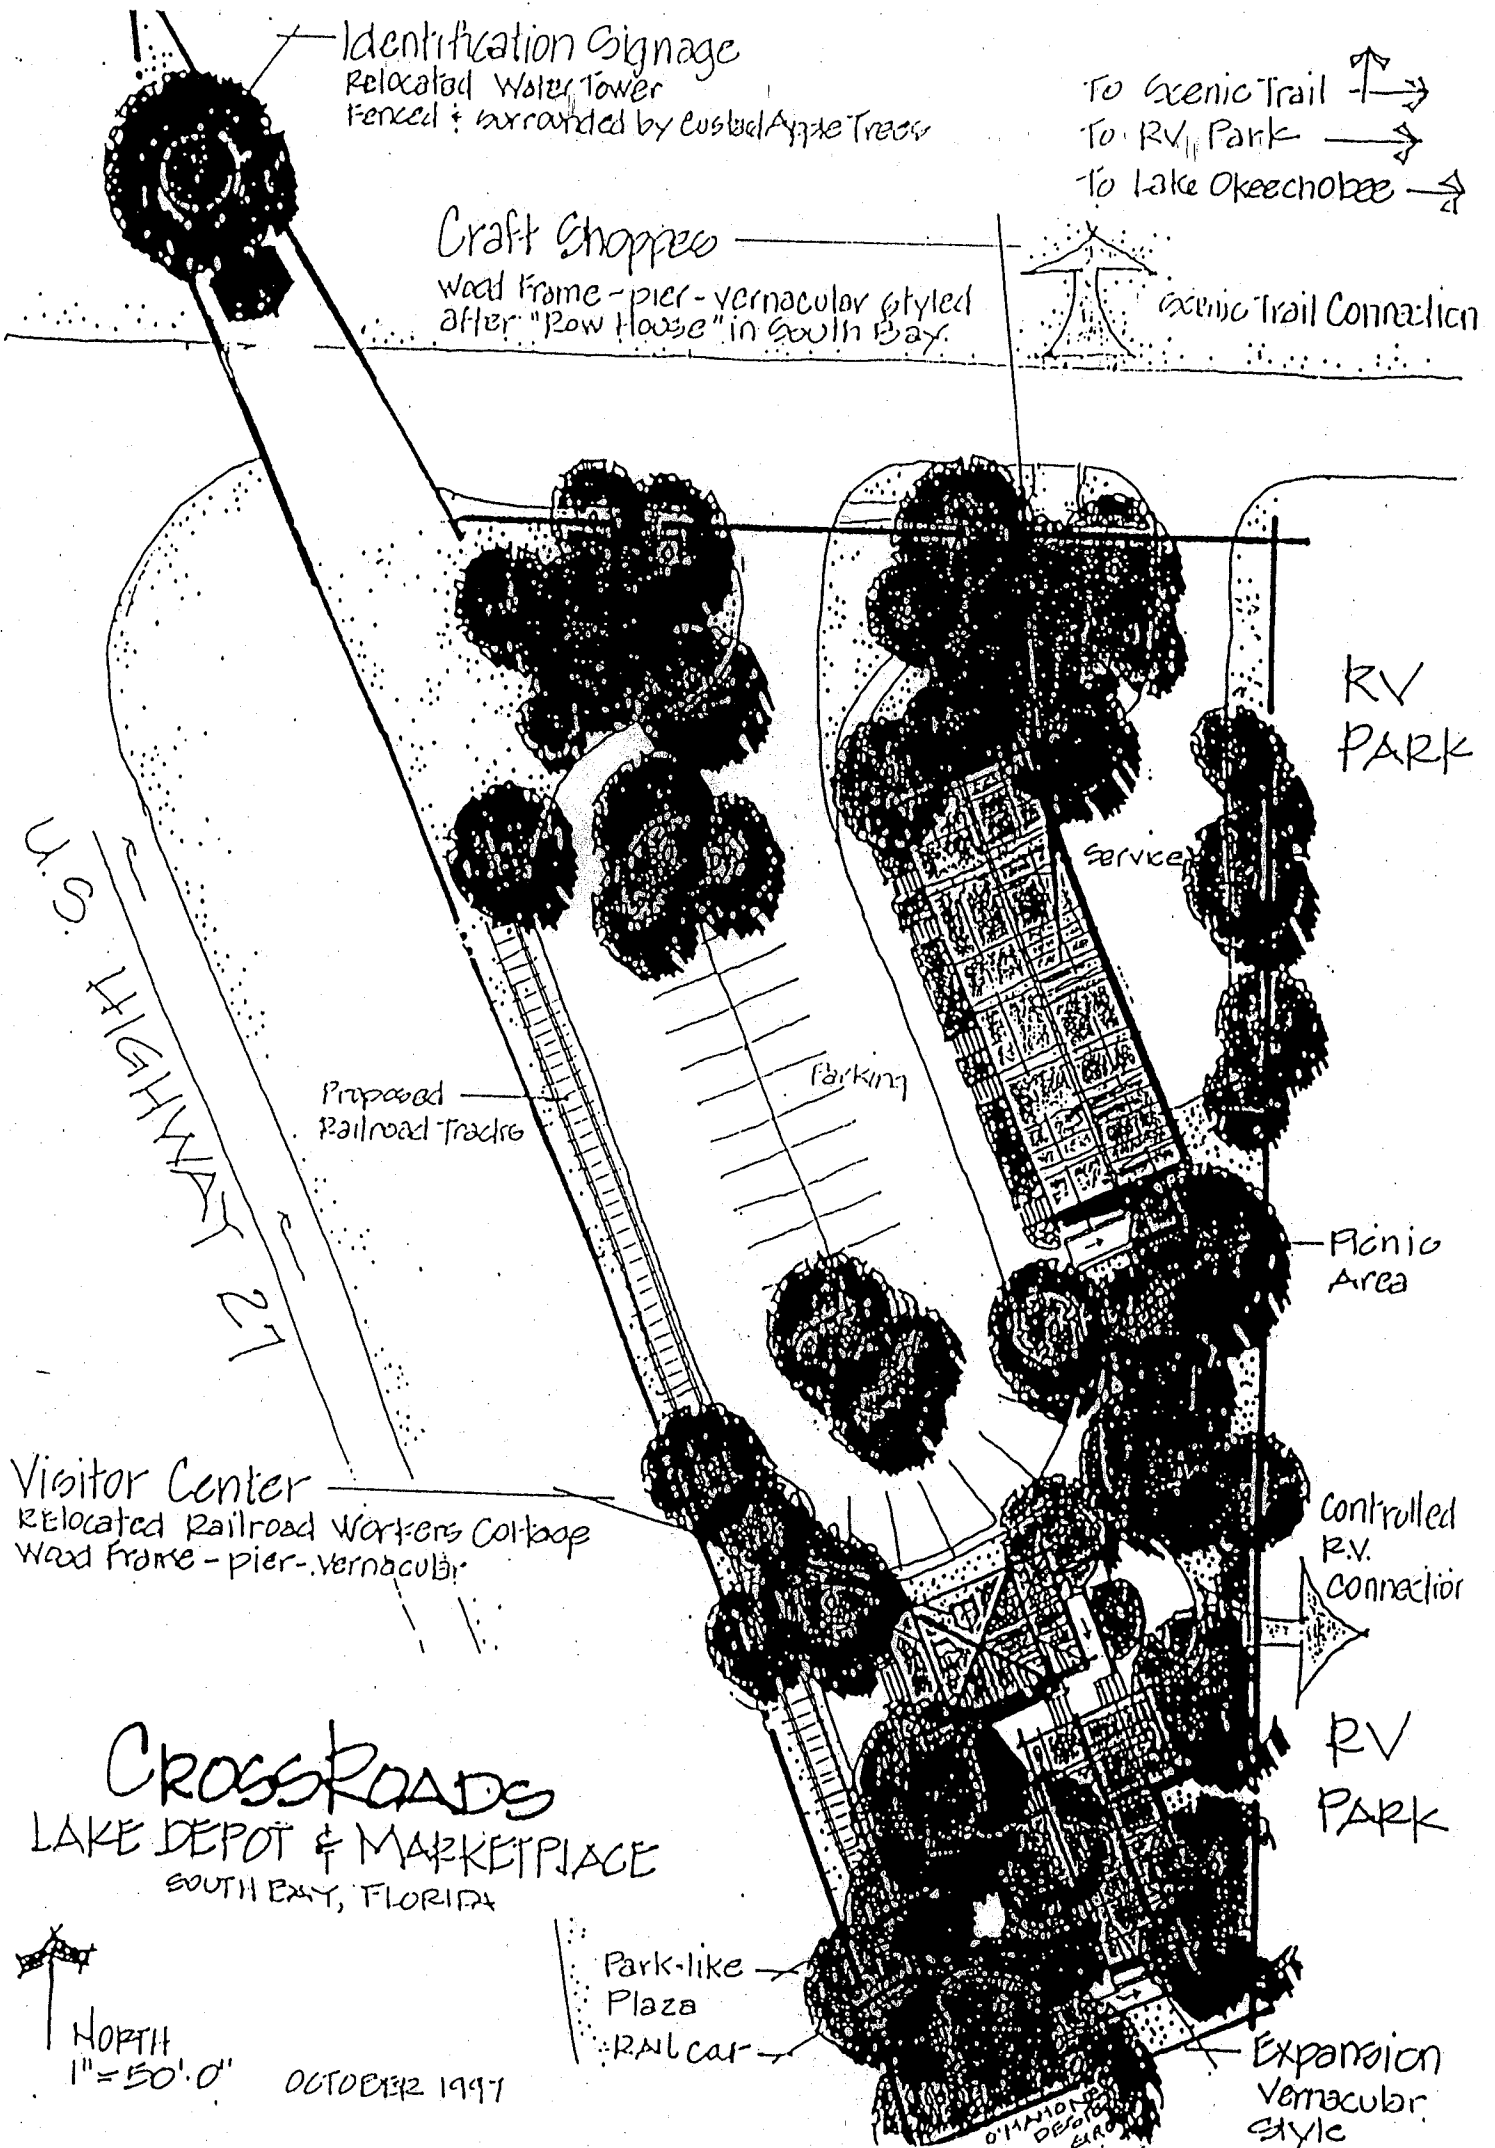 Identification Signage
Relocated Water Tower
Fenced & surrounded by Custard Apple Trees
To Scenic Trail
To RV Park
To Lake Okeechobee
Craft Shoppes
Wood Frame - pier - vernacular styled
after "Row House" in South Bay.
Scenic Trail Connection
RV
PARK
Service
U.S. HIGHWAY 27
Proposed
Railroad Tracks
Parking
Picnic
Area
Visitor Center
Relocated Railroad Workers Cottage
Wood Frame - pier - vernacular
Controlled
R.V.
Connection
CROSSROADS
LAKE DEPOT & MARKETPLACE
SOUTH BAY, FLORIDA
RV
PARK
Park-like
Plaza
RAIL car
NORTH
1"=50'.0"
OCTOBER 1997
Expansion
Vernacular
Style
DESIGN